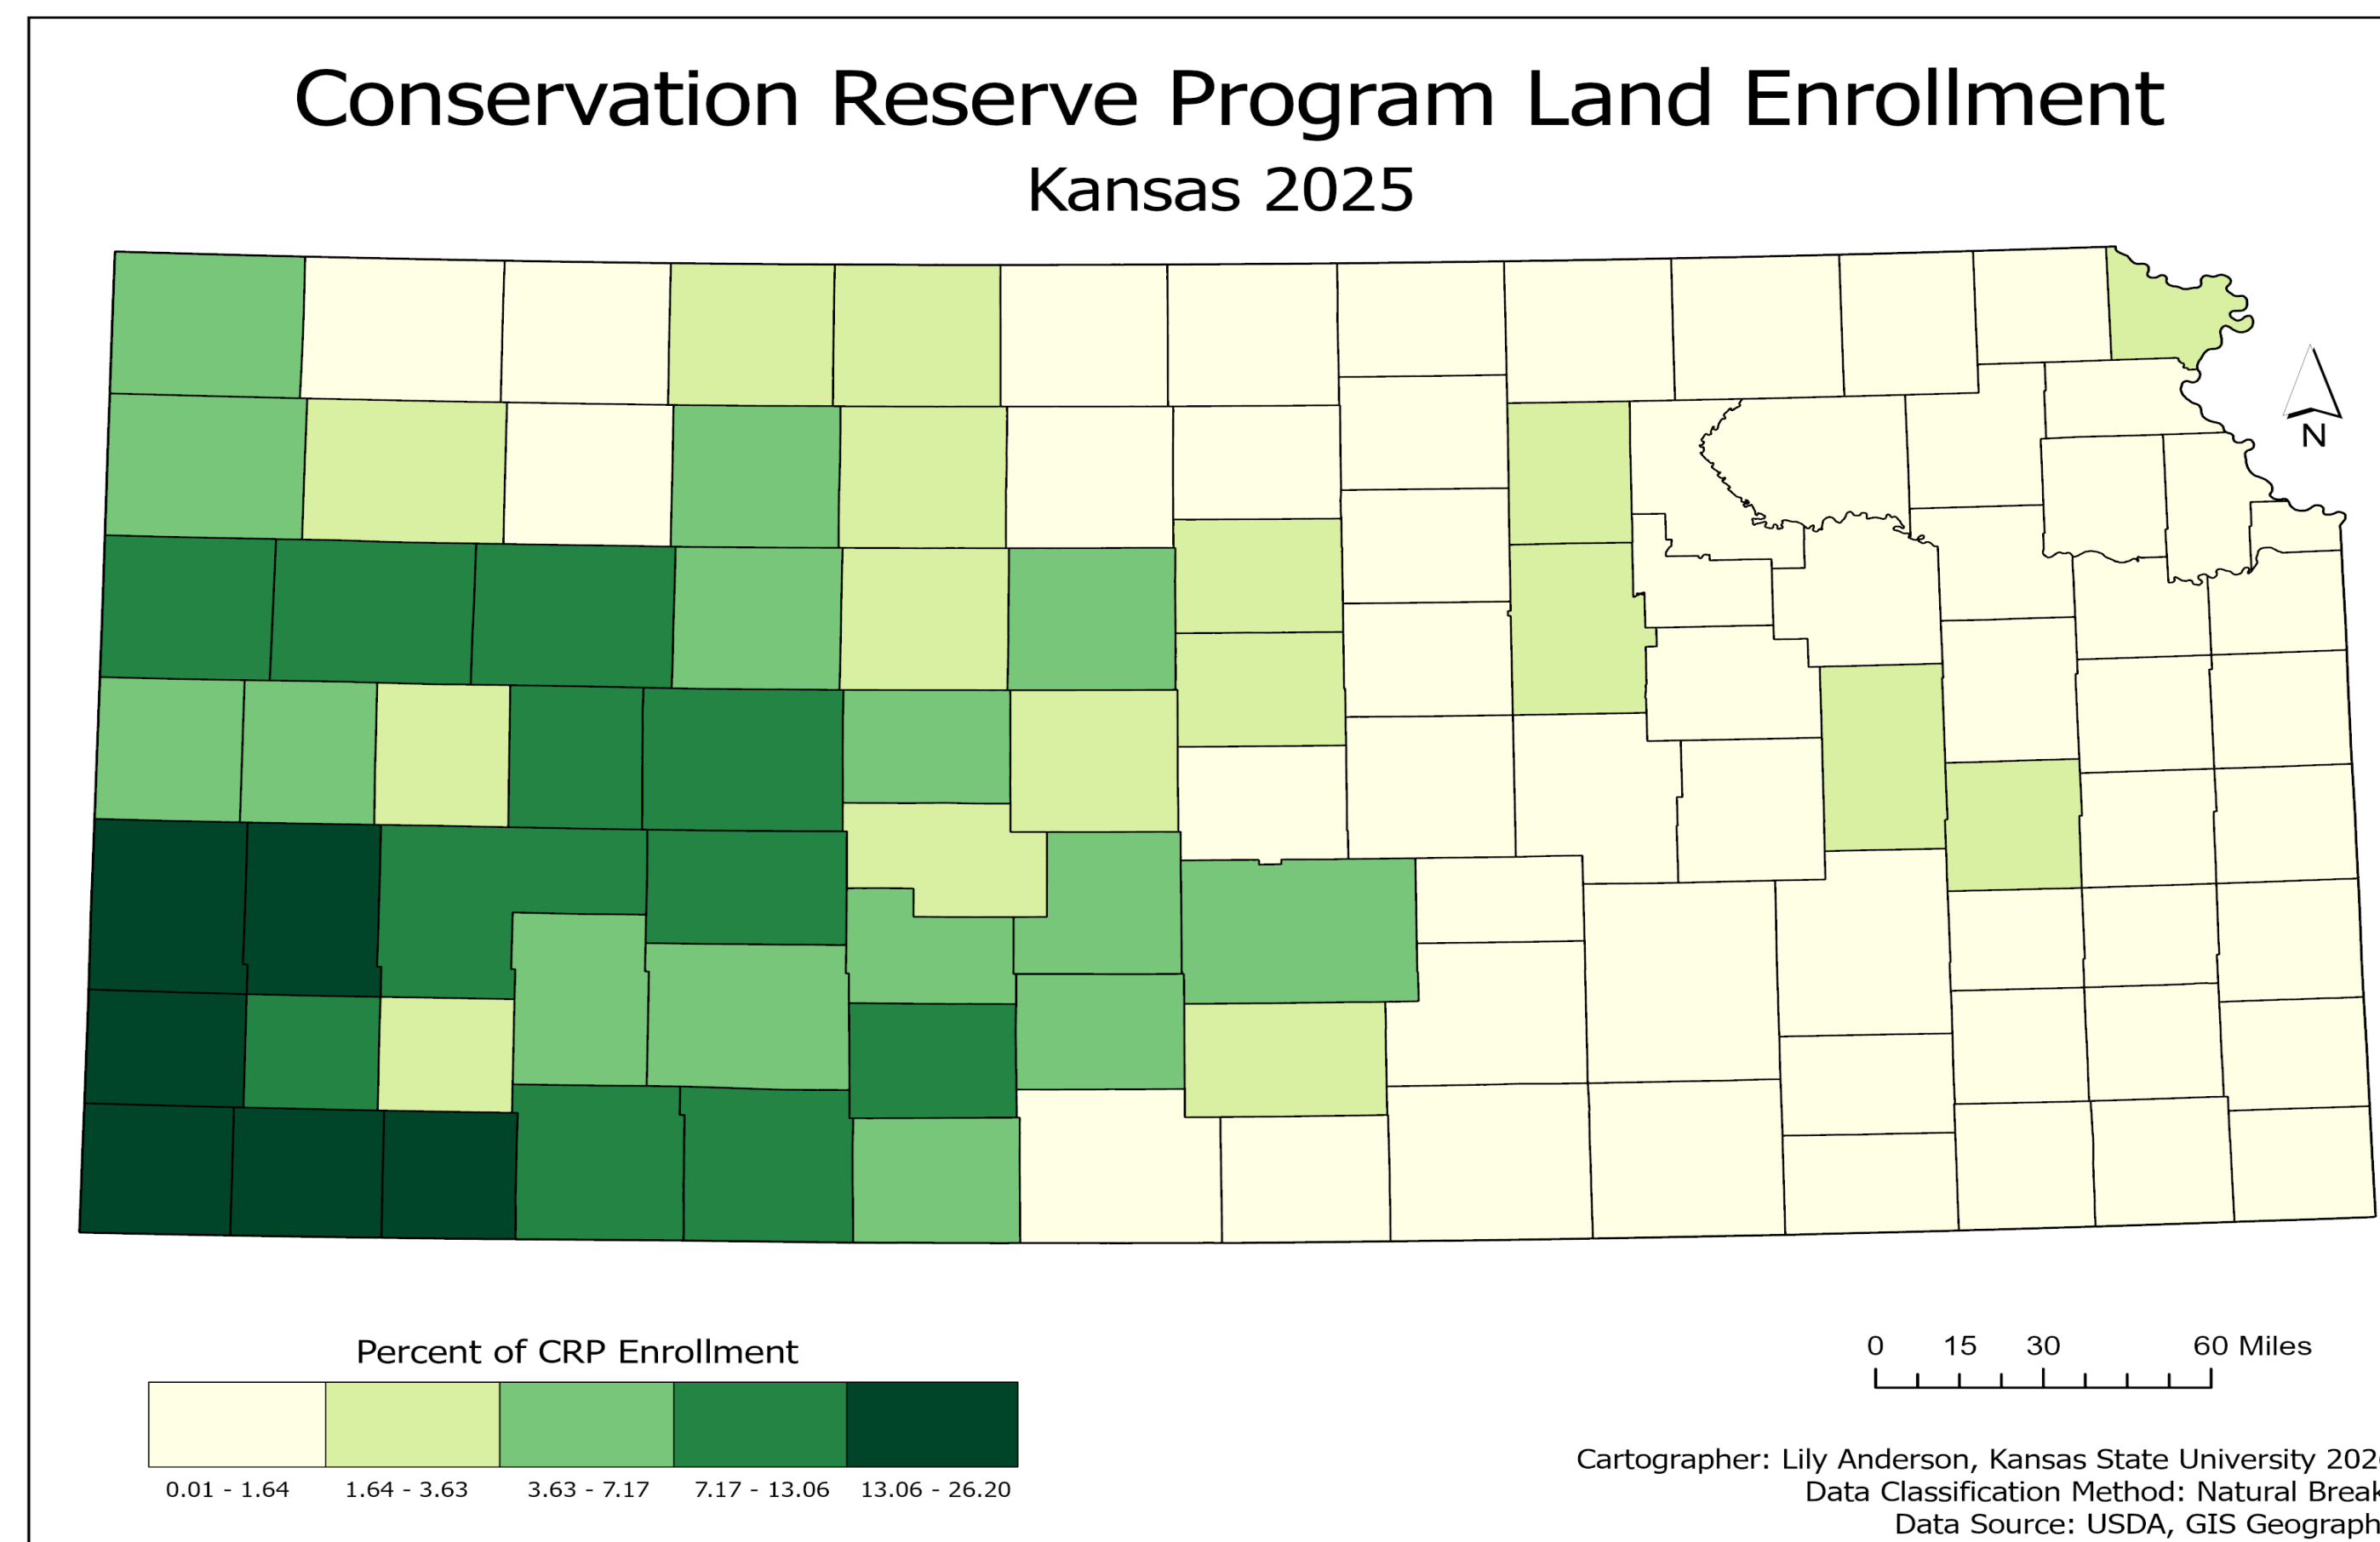 Conservation Reserve Program Land Enrollment
Kansas 2025
N
Percent of CRP Enrollment
0.01 - 1.64 1.64 - 3.63 3.63 - 7.17 7.17 - 13.06 13.06 - 26.20
0 15 30 60 Miles
Cartographer: Lily Anderson, Kansas State University
Data Classification Method: Natural
Data Source: USDA, GIS